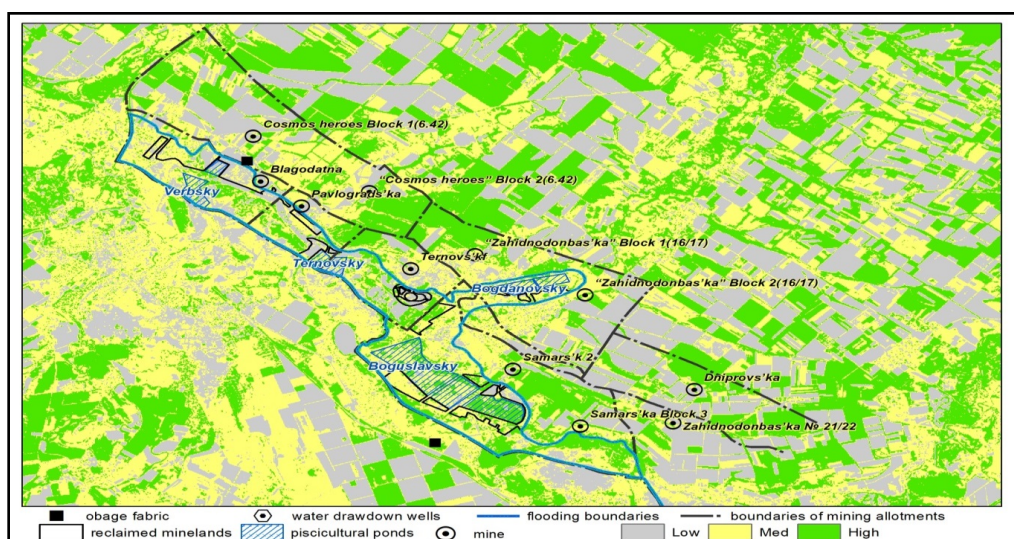 Cosmos heroes Block 1(6.42)
Blagodatna
"Cosmos heroes" Block 2(6.42)
Verbsky
Pavlograds'ka
"Zahidnodonbas'ka" Block 1(16/17)
Ternovsky
Ternovs'kf
Bogdanovsky
"Zahidnodonbas'ka" Block 2(16/17)
Samars'k 2
Boguslavsky
Dniprovs'ka
Samars'ka Block 3
Zahidnodonbas'ka № 21/22
obage fabric water drawdown wells flooding boundaries boundaries of mining allotments
reclaimed minelands piscicultural ponds mine Low Med High